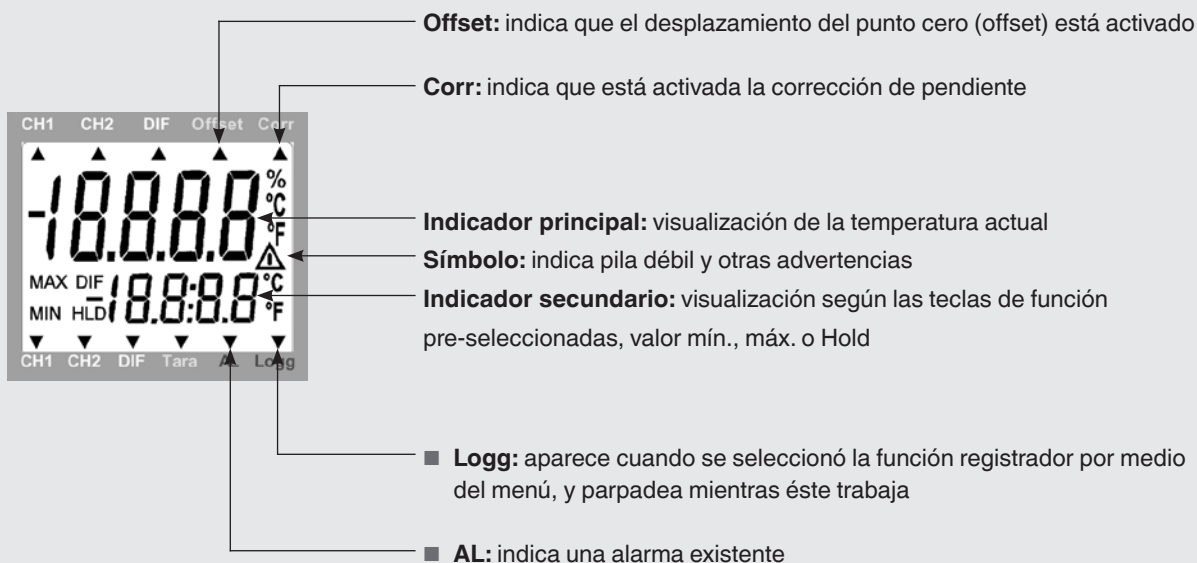 Offset: indica que el desplazamiento del punto cero (offset) está activado
Corr: indica que está activada la corrección de pendiente
CH1 CH2 DIF Offset Corr
-18.8.8.8 % °C °F
Indicador principal: visualización de la temperatura actual
Símbolo: indica pila débil y otras advertencias
MAX DIF
MIN HLD
-188:8.8 °C °F
Indicador secundario: visualización según las teclas de función
pre-seleccionadas, valor mín., máx. o Hold
CH1 CH2 DIF Tara AL Logg
■ Logg: aparece cuando se seleccionó la función registrador por medio
del menú, y parpadea mientras éste trabaja
■ AL: indica una alarma existente